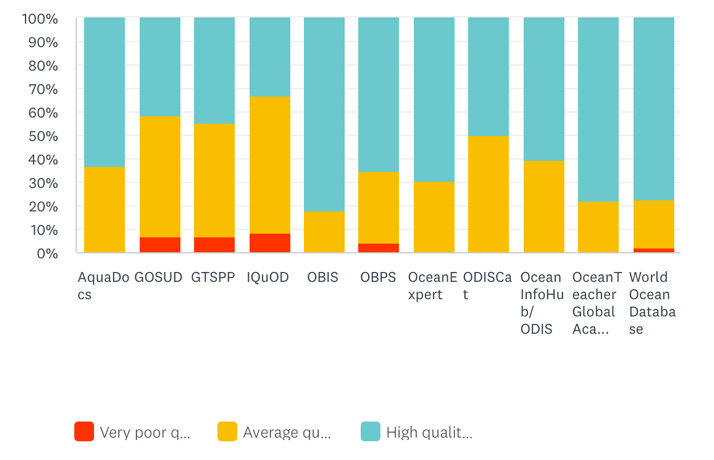 100%
90%
80%
70%
60%
50%
40%
30%
20%
10%
0%
AquaDo
cs
GOSUD
GTSPP
IQuOD
OBIS
OBPS
OceanE
xpert
ODISCa
t
Ocean
InfoHu
b/
ODIS
OceanT
eacher
Global
Aca...
World
Ocean
Databa
se
Very poor q...
Average qu...
High qualit...